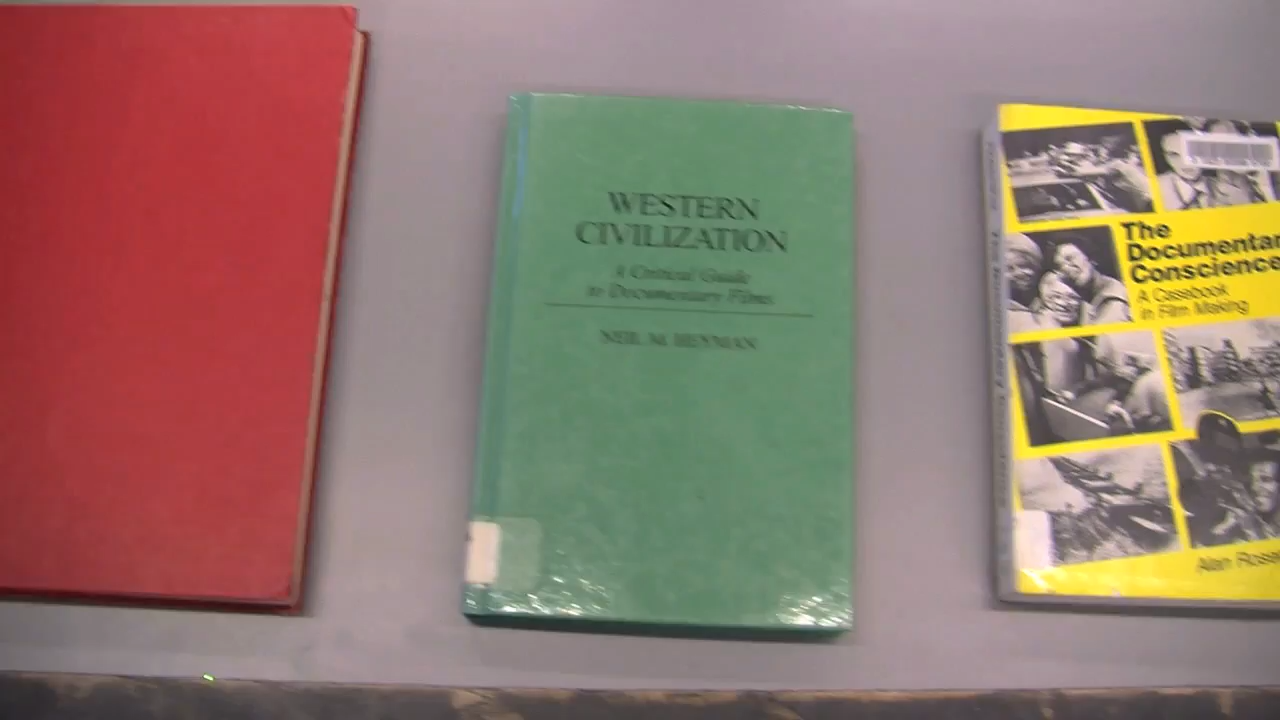 WESTERN
CIVILIZATION
A Critical Guide
to Documentary Films
NEIL M. HEYMAN
The
Documentar
Conscience
A Casebook
in Film Making
Alan Rose